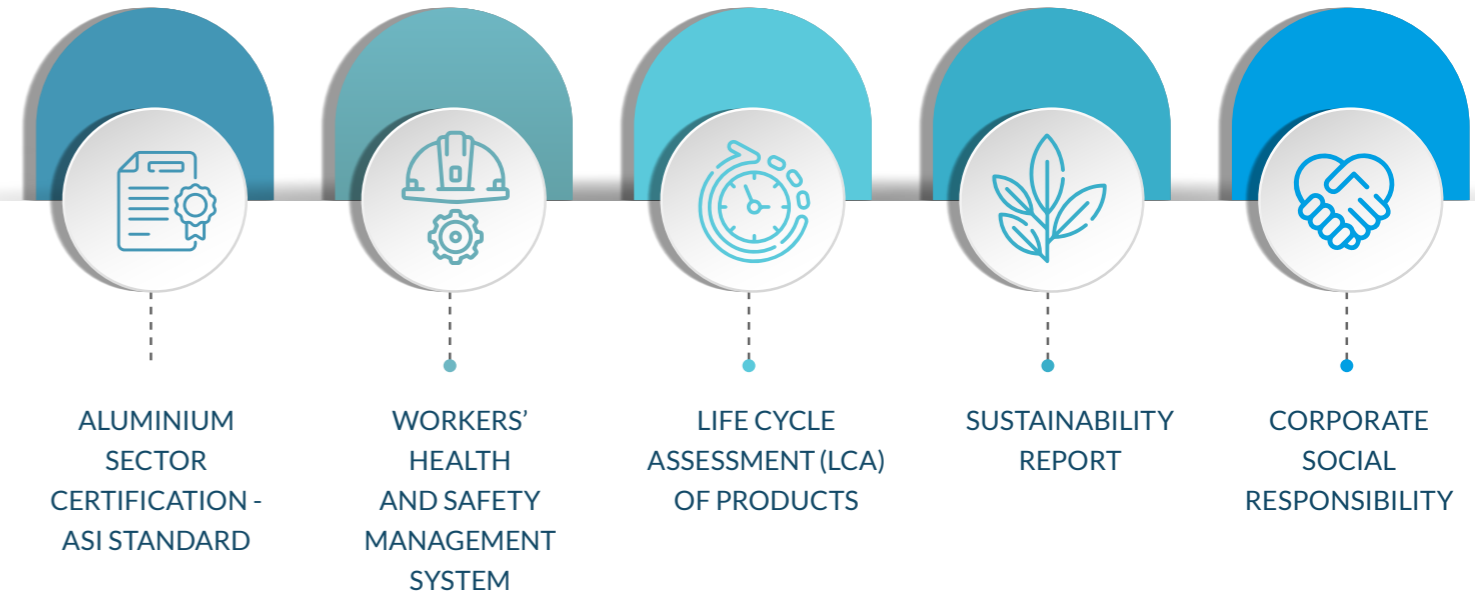 ALUMINIUM
SECTOR
CERTIFICATION -
ASI STANDARD
WORKERS’
HEALTH
AND SAFETY
MANAGEMENT
SYSTEM
LIFE CYCLE
ASSESSMENT (LCA)
OF PRODUCTS
SUSTAINABILITY
REPORT
CORPORATE
SOCIAL
RESPONSIBILITY